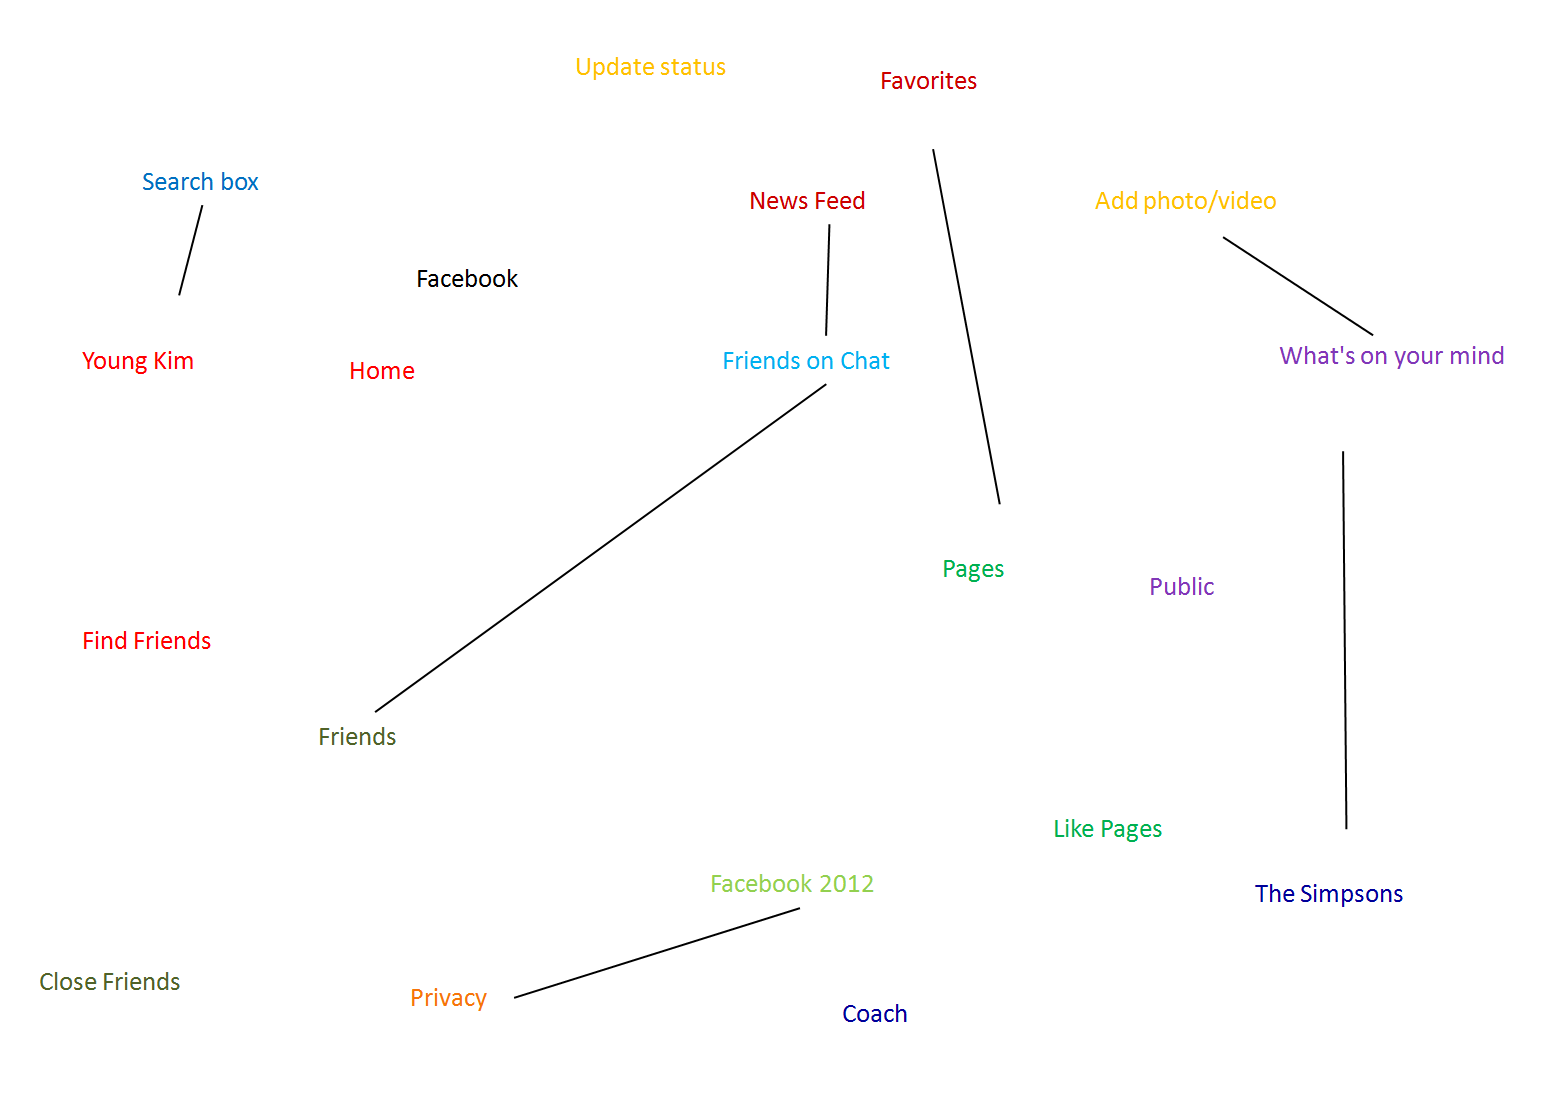 Update status
Favorites
Search box
News Feed
Add photo/video
Facebook
Young Kim
Home
Friends on Chat
What's on your mind
Pages
Public
Find Friends
Friends
Like Pages
Facebook 2012
The Simpsons
Close Friends
Privacy
Coach